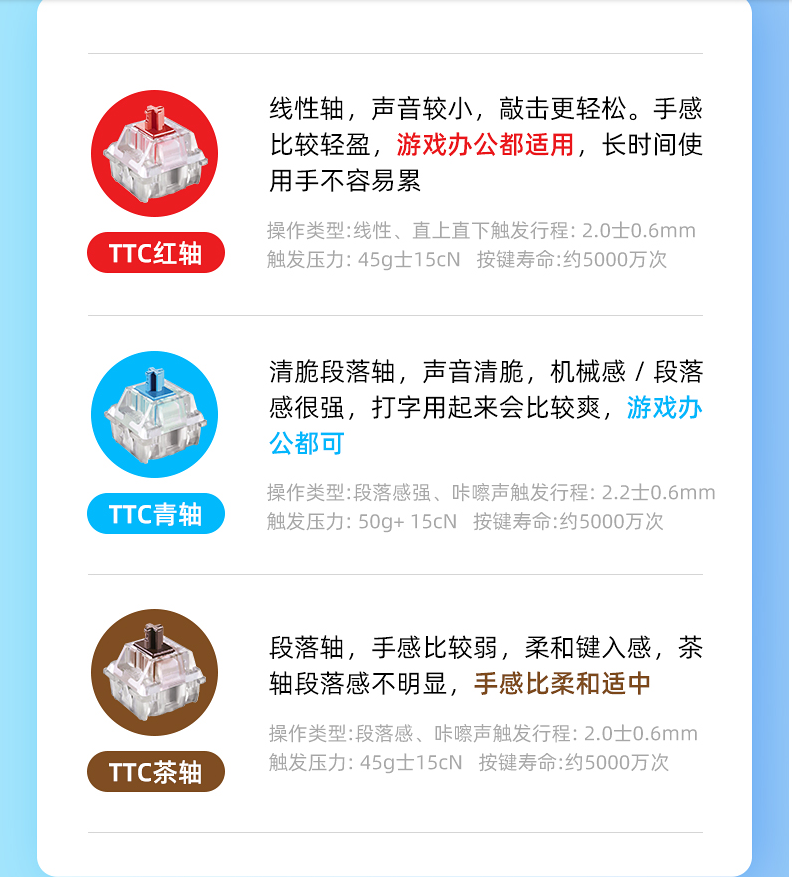 线性轴，声音较小，敲击更轻松。手感
比较轻盈，游戏办公都适用，长时间使
用手不容易累
操作类型:线性、直上直下触发行程: 2.0士0.6mm
触发压力: 45g士15cN 按键寿命:约5000万次
TTC红轴
清脆段落轴，声音清脆，机械感 / 段落
感很强，打字用起来会比较爽，游戏办
公都可
操作类型:段落感强、咔嚓声触发行程: 2.2士0.6mm
触发压力: 50g+ 15cN 按键寿命:约5000万次
TTC青轴
段落轴，手感比较弱，柔和键入感，茶
轴段落感不明显，手感比柔和适中
操作类型:段落感、咔嚓声触发行程: 2.0士0.6mm
触发压力: 45g士15cN 按键寿命:约5000万次
TTC茶轴